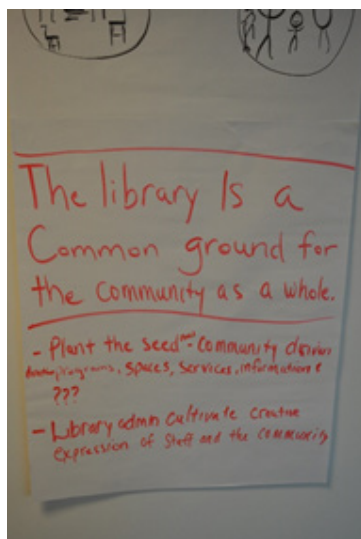 The library Is a
Common ground for
the community as a whole.
- Plant the seed - Community driven
programs, spaces, services, information &
???
- Library admin cultivate creative
expression of staff and the community